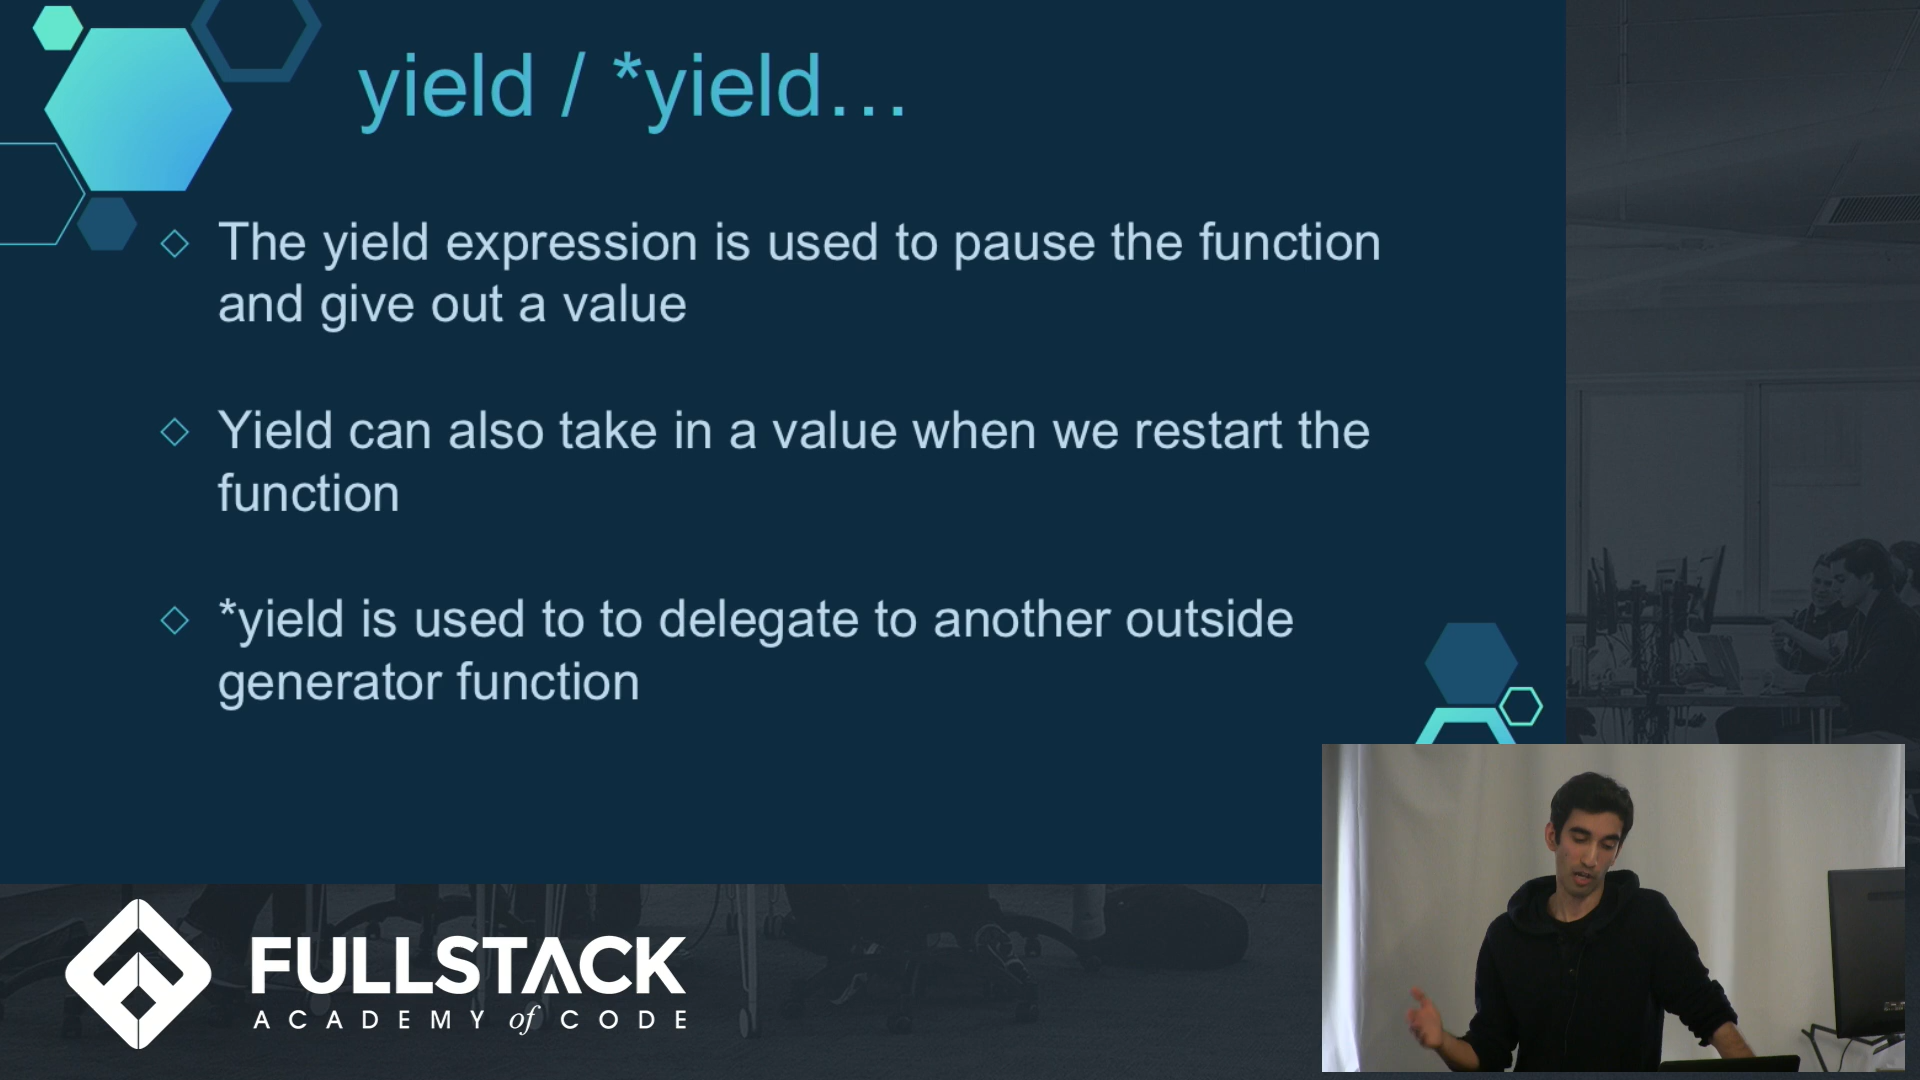 yield / *yield…
The yield expression is used to pause the function
and give out a value
Yield can also take in a value when we restart the
function
*yield is used to to delegate to another outside
generator function
FULLSTACK
ACADEMY of CODE